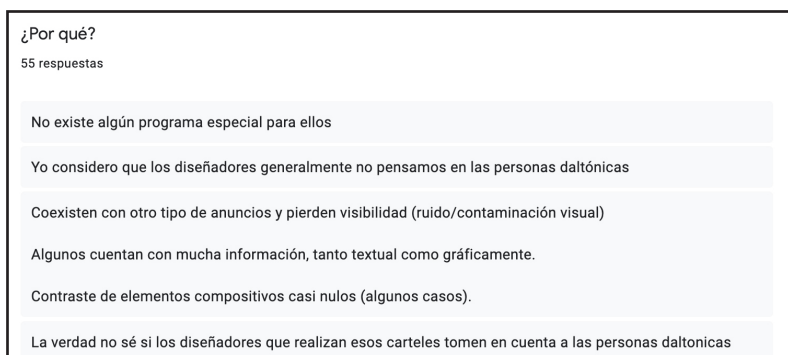 ¿Por qué?
55 respuestas
No existe algún programa especial para ellos
Yo considero que los diseñadores generalmente no pensamos en las personas daltónicas
Coexisten con otro tipo de anuncios y pierden visibilidad (ruido/contaminación visual)
Algunos cuentan con mucha información, tanto textual como gráficamente.
Contraste de elementos compositivos casi nulos (algunos casos).
La verdad no sé si los diseñadores que realizan esos carteles tomen en cuenta a las personas daltonicas